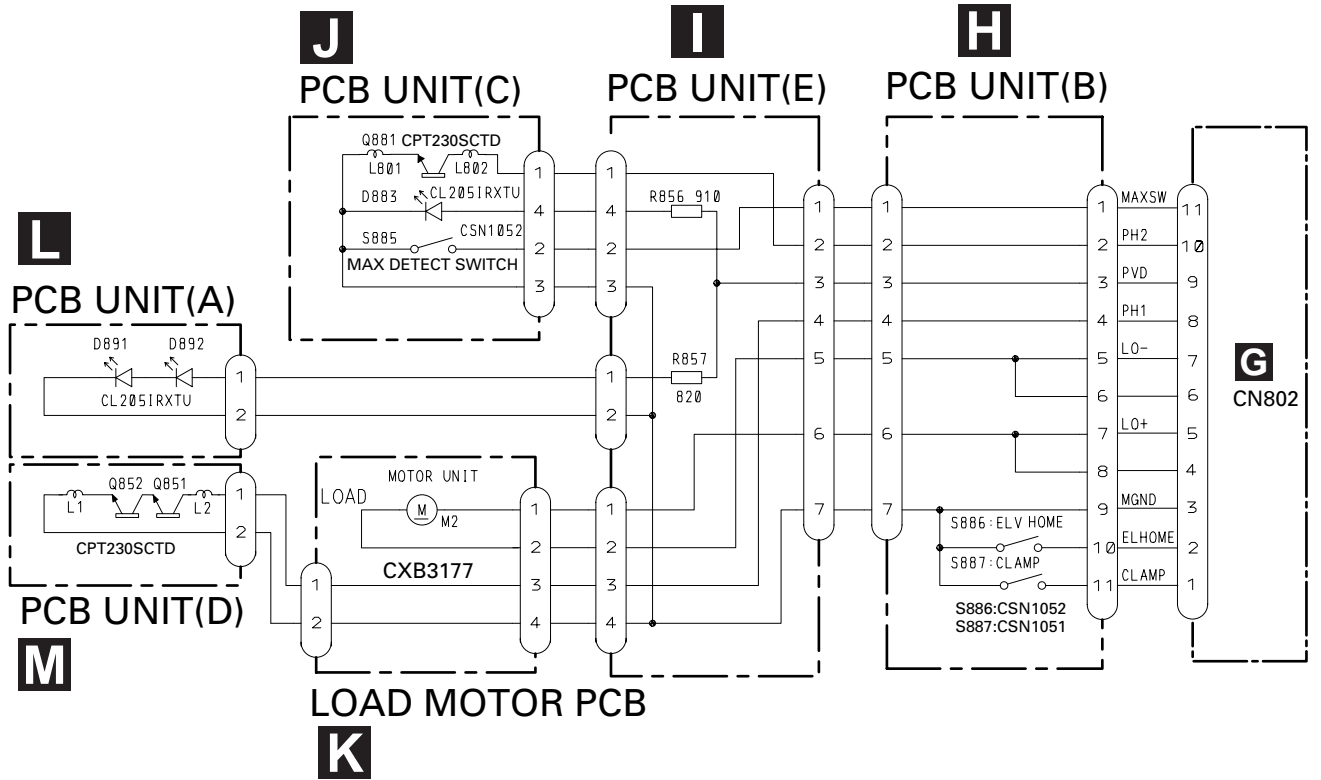 J
PCB UNIT(C)
Q881 CPT230SCTD
L801 L802
D883 CL205IRXTU
S885 CSN1052
MAX DETECT SWITCH
1
4
2
3
I
PCB UNIT(E)
1
4
2
3
R856 910
R857
820
1
2
1
2
3
4
1
2
3
4
5
6
7
H
PCB UNIT(B)
1
2
3
4
5
6
7
S886:ELV HOME
S887:CLAMP
S886:CSN1052
S887:CSN1051
1 MAXSW 11
2 PH2 10
3 PVD 9
4 PH1 8
5 LO- 7
6 6
7 LO+ 5
8 4
9 MGND 3
10 ELHOME 2
11 CLAMP 1
G
CN802
L
PCB UNIT(A)
D891 D892
CL205IRXTU
1
2
Q852 Q851
L1 L2
CPT230SCTD
1
2
PCB UNIT(D)
M
MOTOR UNIT
LOAD
M
M2
CXB3177
1
2
1
2
3
4
LOAD MOTOR PCB
K